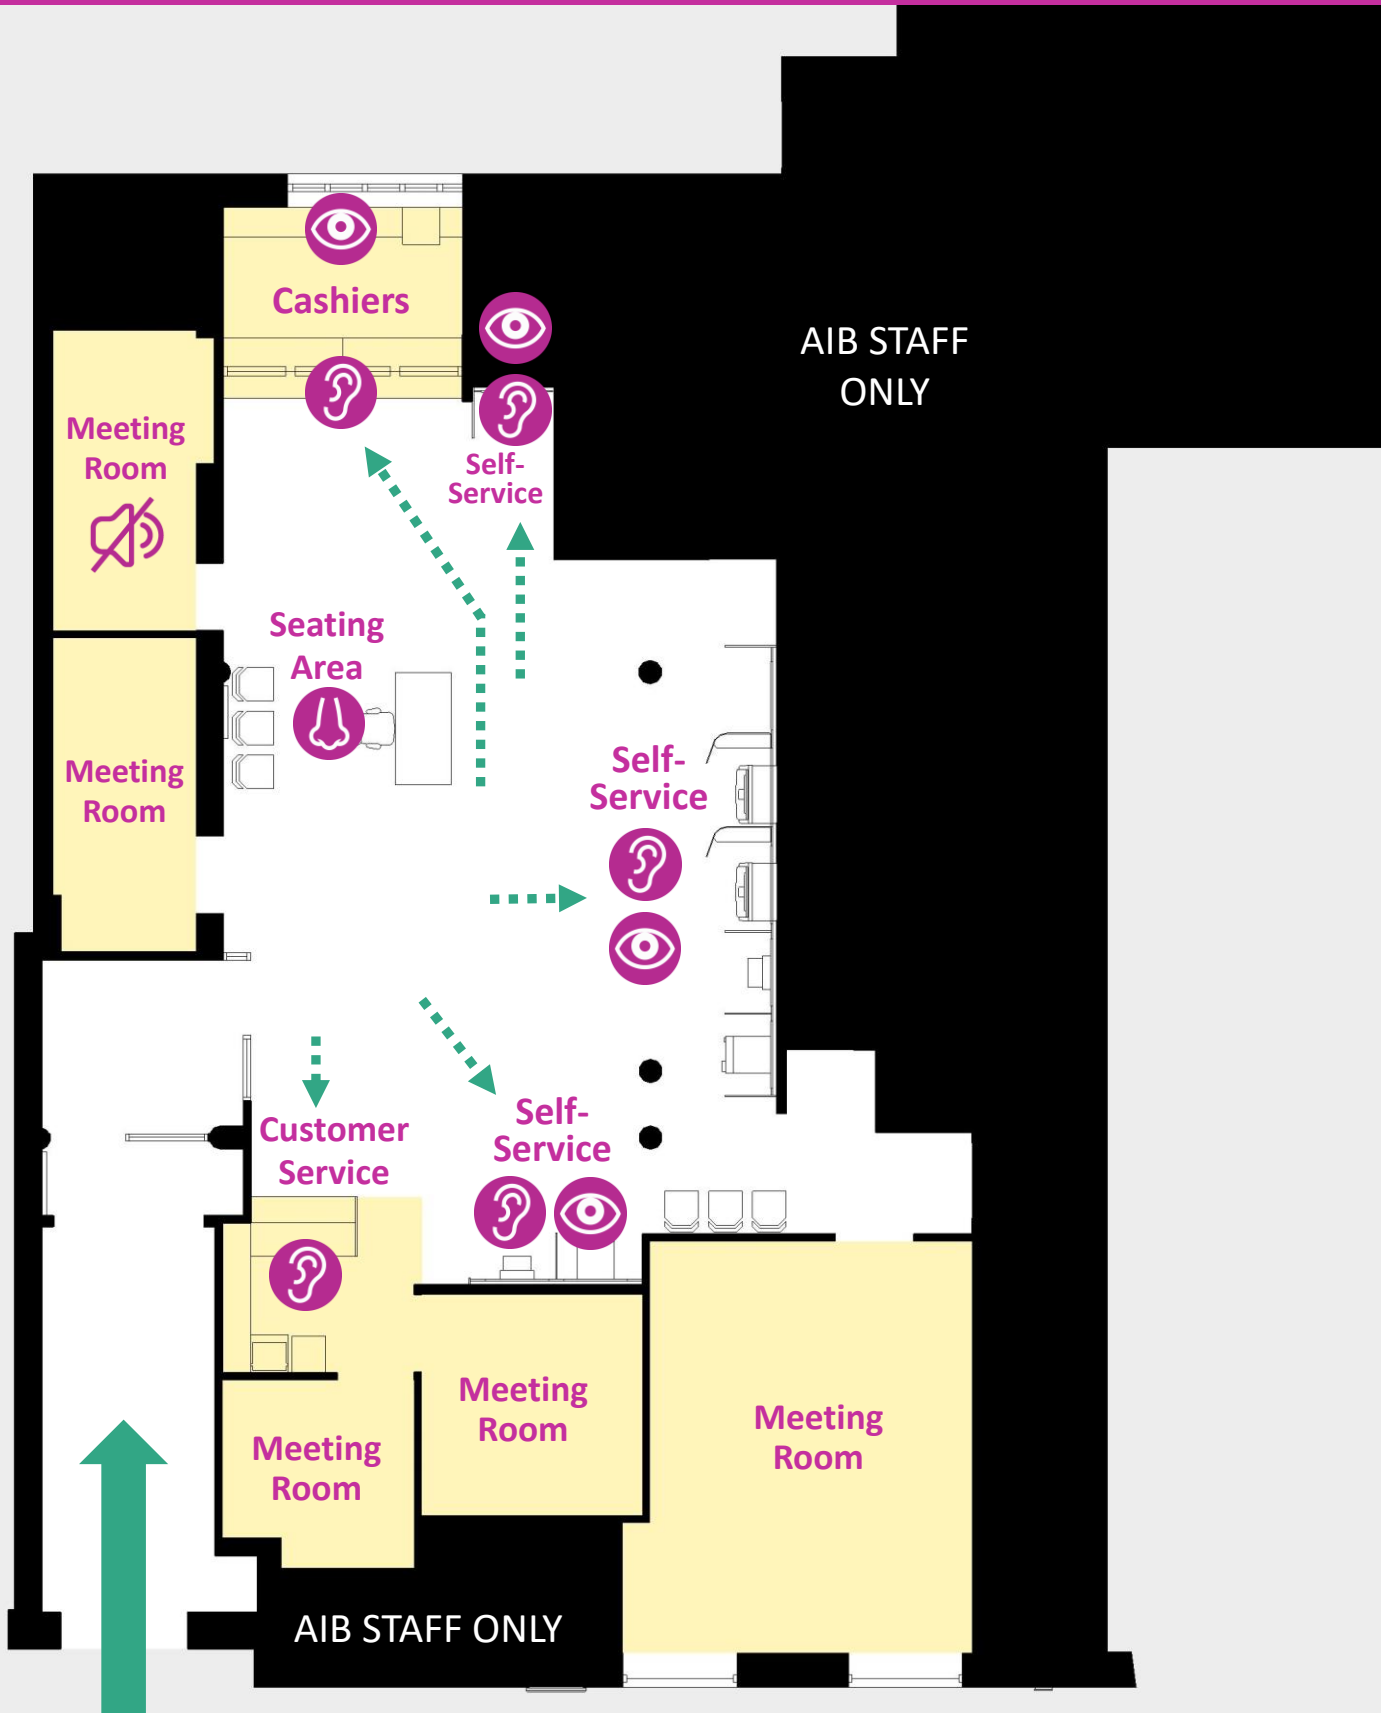 Cashiers
AIB STAFF
ONLY
Meeting
Room
Self-
Service
Seating
Area
Meeting
Room
Self-
Service
Customer
Service
Self-
Service
Meeting
Room
Meeting
Room
Meeting
Room
AIB STAFF ONLY